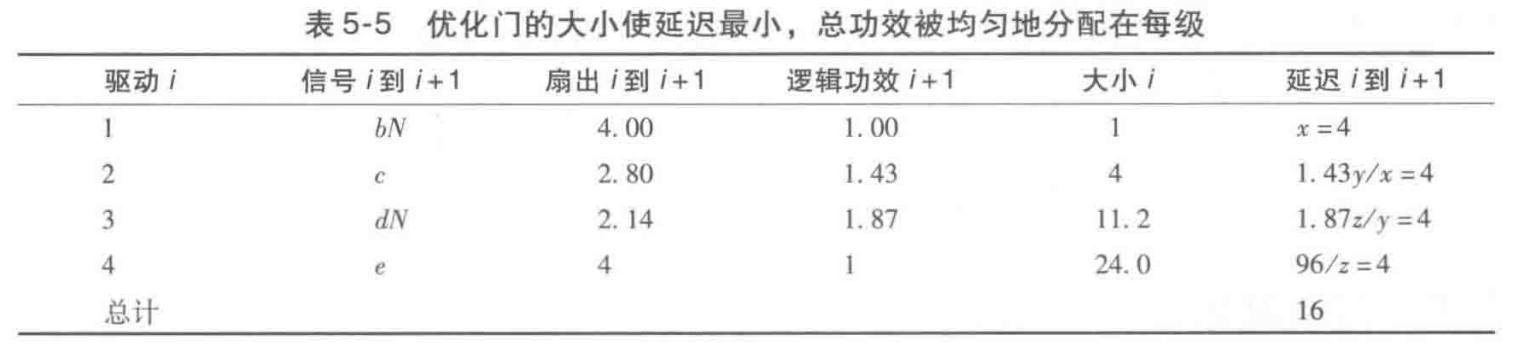 表 5-5 优化门的大小使延迟最小，总功效被均匀地分配在每级
驱动 i 信号 i 到 i+1 扇出 i 到 i+1 逻辑功效 i+1 大小 i 延迟 i 到 i+1
1 bN 4.00 1.00 1 x=4
2 c 2.80 1.43 4 1.43y/x=4
3 dN 2.14 1.87 11.2 1.87z/y=4
4 e 4 1 24.0 96/z=4
总计 16